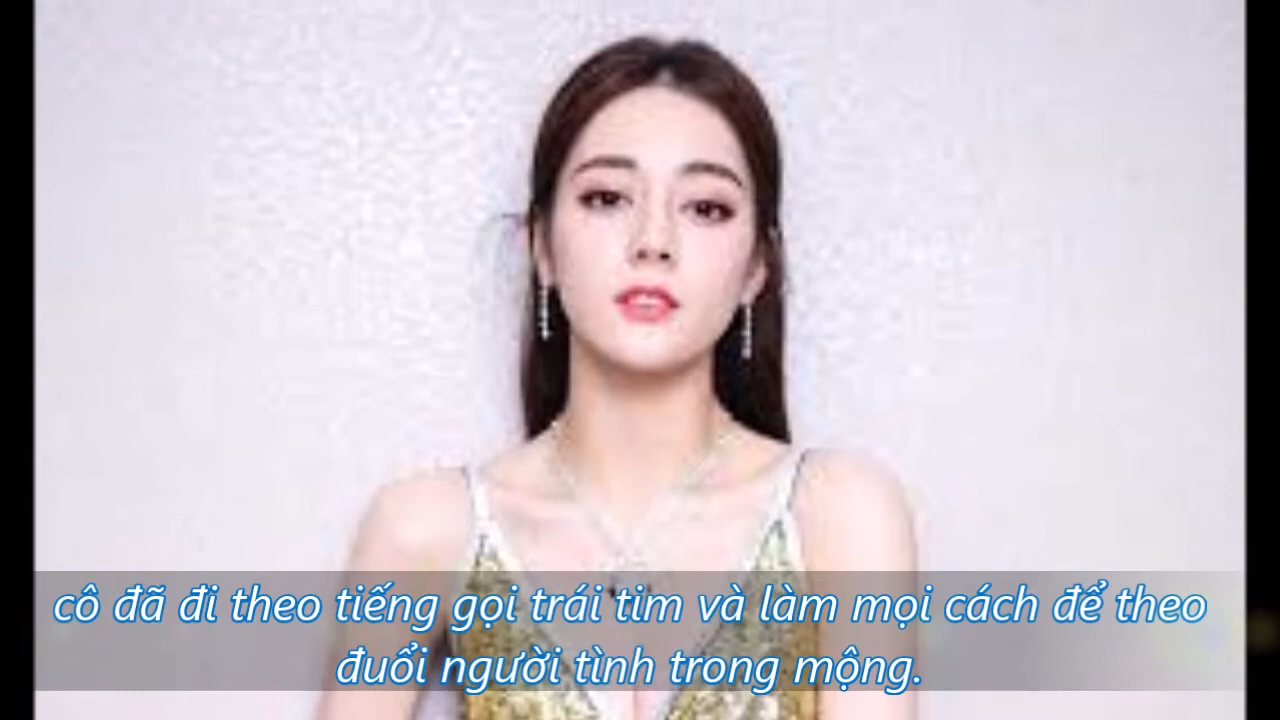 cô đã đi theo tiếng gọi trái tim và làm mọi cách để theo
đuổi người tình trong mộng.